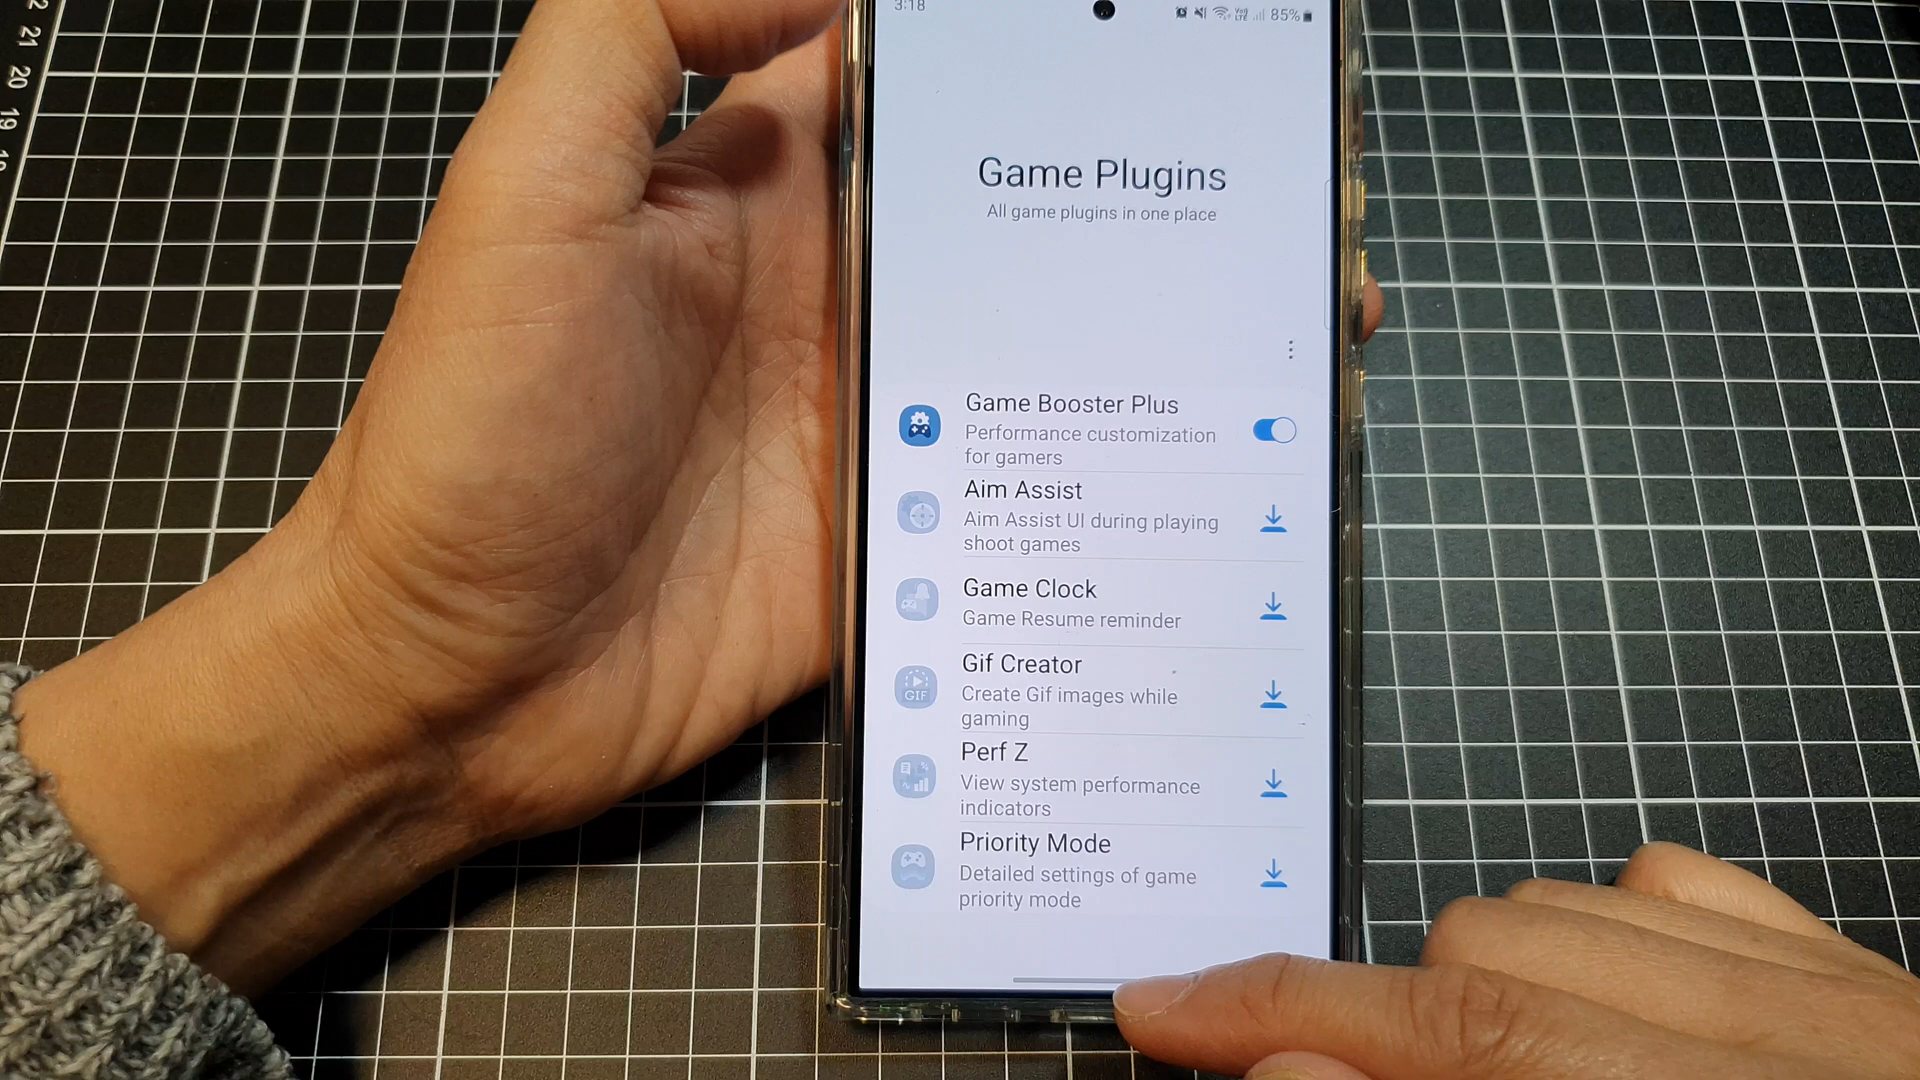 3:18
85%
Game Plugins
All game plugins in one place
Game Booster Plus
Performance customization
for gamers
Aim Assist
Aim Assist UI during playing
shoot games
Game Clock
Game Resume reminder
Gif Creator
GIF
Create Gif images while
gaming
Perf Z
View system performance
indicators
Priority Mode
Detailed settings of game
priority mode
21
20
19